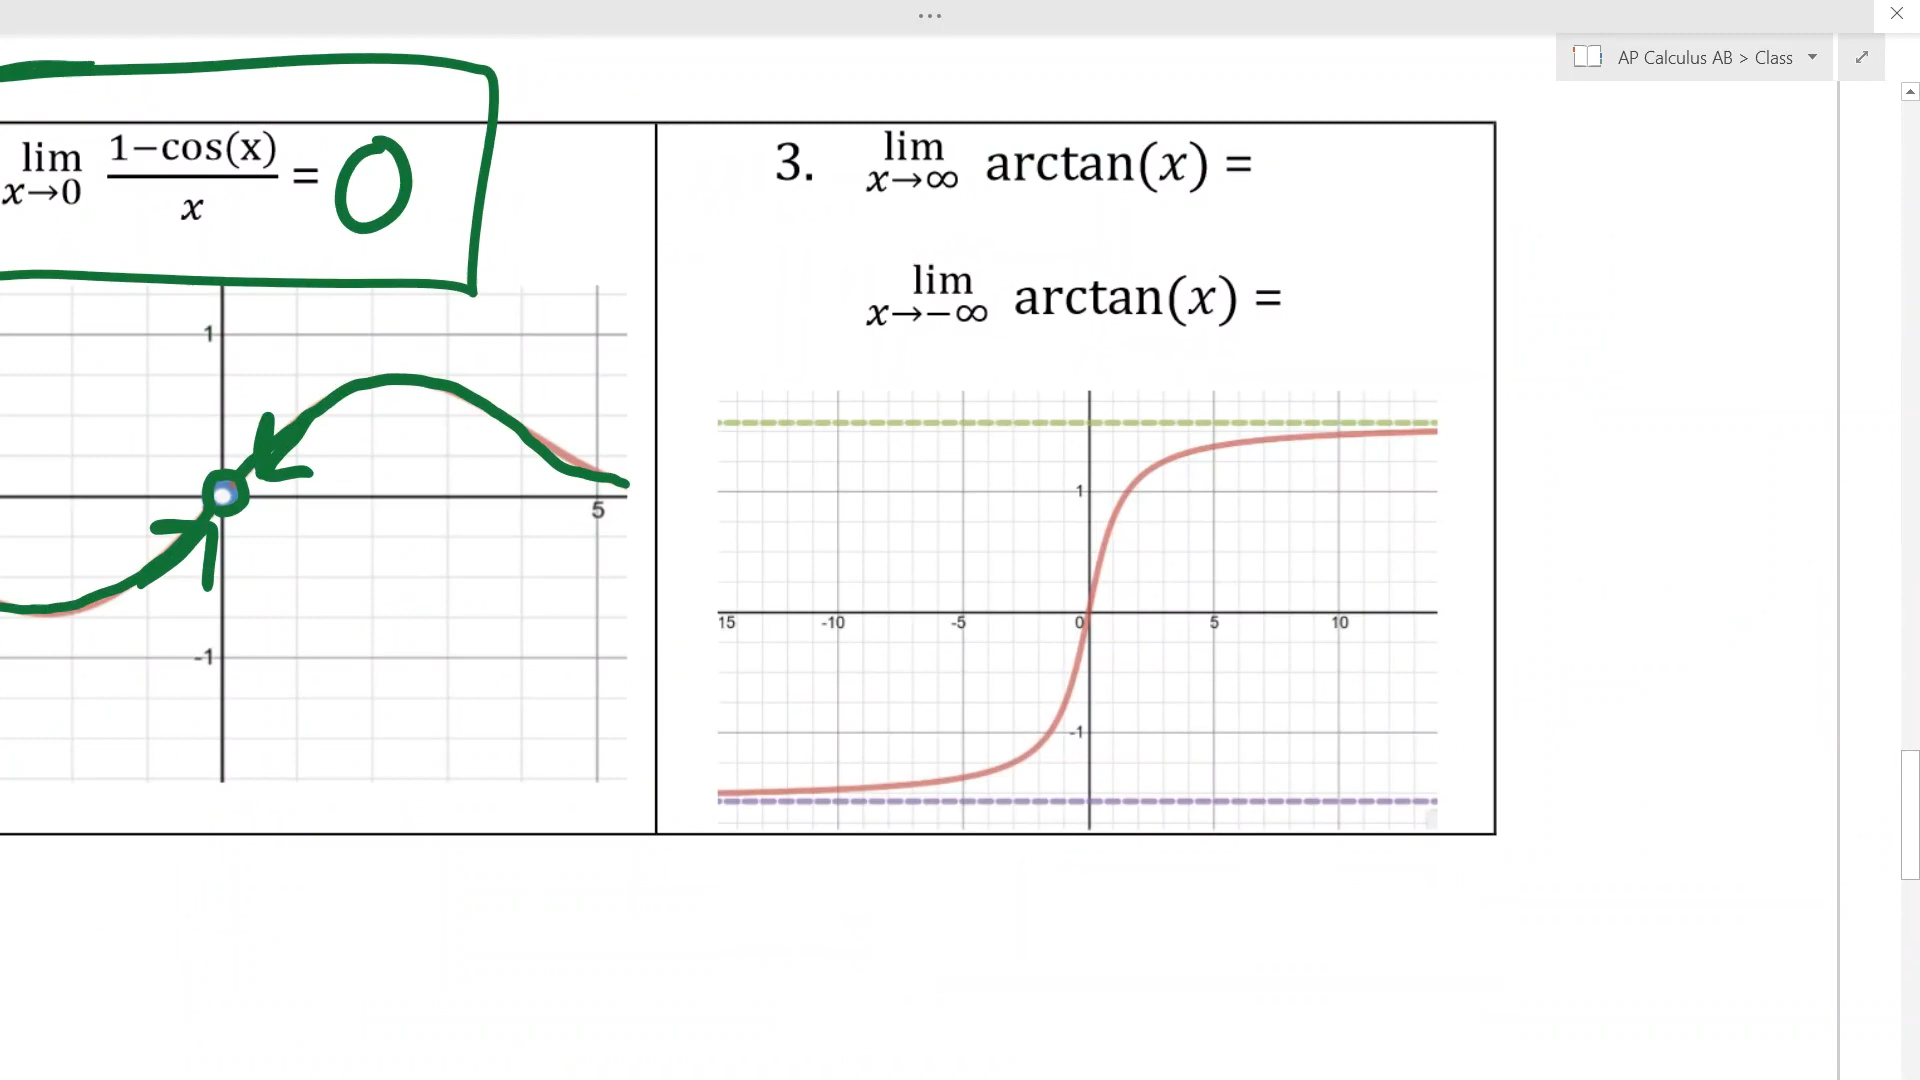 ...
AP Calculus AB > Class
lim x→0 1−cos(x)/x = 0
1
5
-1
3. lim x→∞ arctan(x) =
lim x→−∞ arctan(x) =
1
15 -10 -5 0 5 10
-1